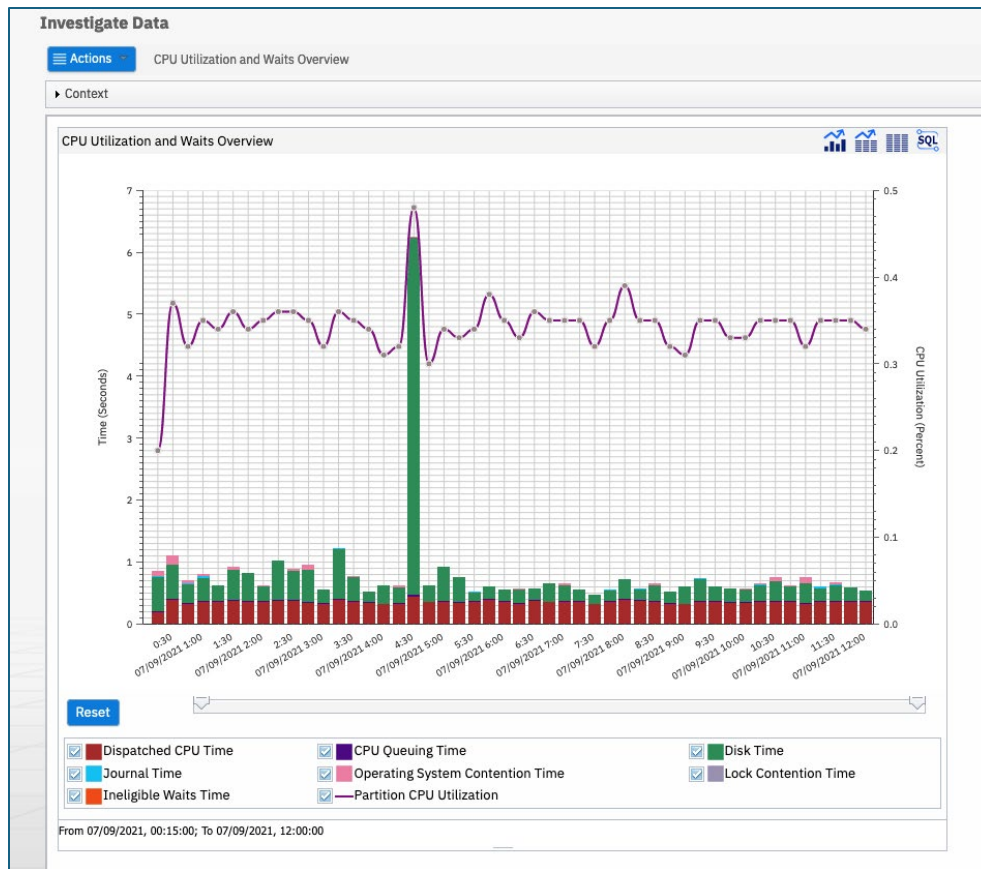 Investigate Data
Actions
CPU Utilization and Waits Overview
Context
CPU Utilization and Waits Overview
SQL
7
6
5
4
3
2
1
0
Time (Seconds)
0.5
0.4
0.3
0.2
0.1
0.0
CPU Utilization (Percent)
0:30
07/09/2021 1:00
1:30
07/09/2021 2:00
2:30
07/09/2021 3:00
3:30
07/09/2021 4:00
4:30
07/09/2021 5:00
5:30
07/09/2021 6:00
6:30
07/09/2021 7:00
7:30
07/09/2021 8:00
8:30
07/09/2021 9:00
9:30
07/09/2021 10:00
10:30
07/09/2021 11:00
11:30
07/09/2021 12:00
Reset
Dispatched CPU Time
CPU Queuing Time
Disk Time
Journal Time
Operating System Contention Time
Lock Contention Time
Ineligible Waits Time
Partition CPU Utilization
From 07/09/2021, 00:15:00; To 07/09/2021, 12:00:00